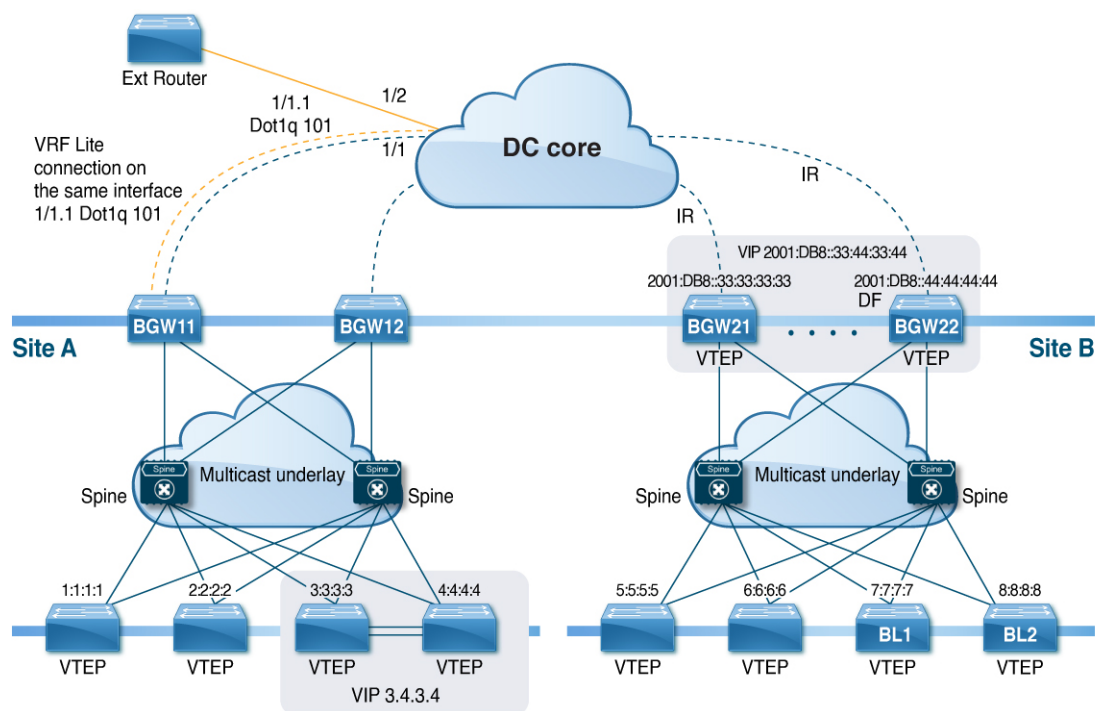 Ext Router
1/1.1
Dot1q 101
1/2
1/1
VRF Lite
connection on
the same interface
1/1.1 Dot1q 101
DC core
IR
IR
VIP 2001:DB8::33:44:33:44
2001:DB8::33:33:33:33
2001:DB8::44:44:44:44
DF
BGW11
BGW12
BGW21
BGW22
VTEP
VTEP
Site A
Site B
Multicast underlay
Spine
Spine
Spine
Spine
Multicast underlay
Spine
Spine
Spine
Spine
1:1:1:1
2:2:2:2
3:3:3:3
4:4:4:4
5:5:5:5
6:6:6:6
7:7:7:7
8:8:8:8
BL1
BL2
VTEP
VTEP
VTEP
VTEP
VTEP
VTEP
VTEP
VTEP
VIP 3.4.3.4